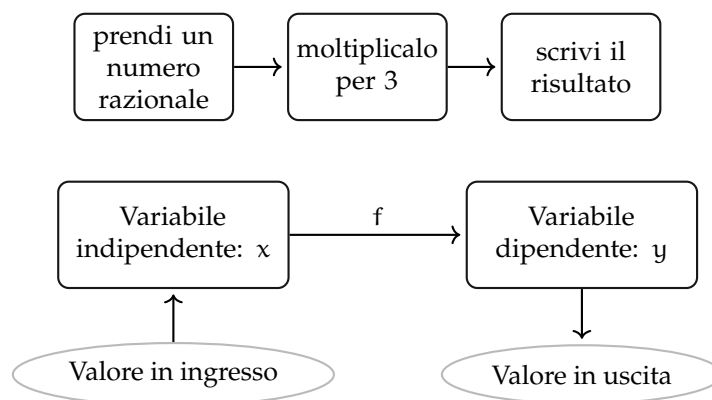 prendi un
numero
razionale
moltiplicalo
per 3
scrivi il
risultato
Variabile
indipendente: x
f
Variabile
dipendente: y
Valore in ingresso
Valore in uscita